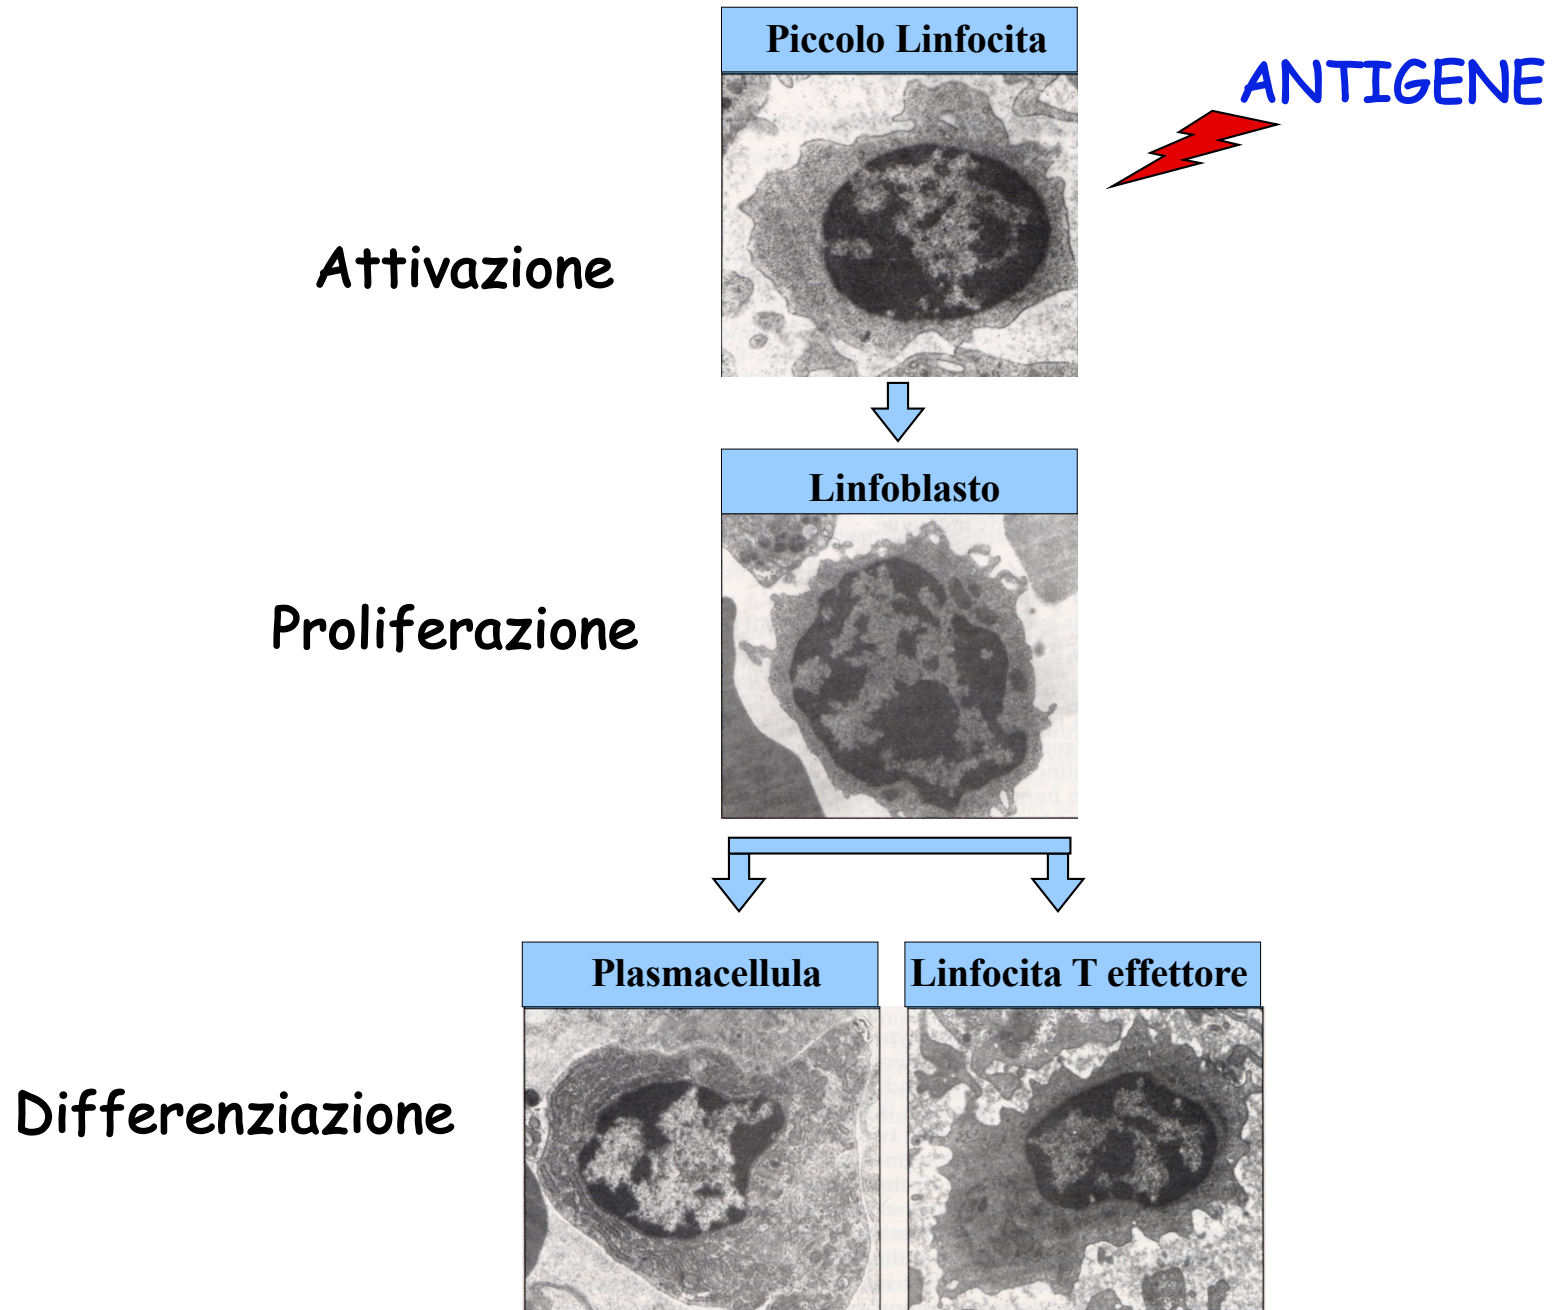 Piccolo Linfocita
ANTIGENE
Attivazione
Linfoblasto
Proliferazione
Plasmacellula
Linfocita T effettore
Differenziazione